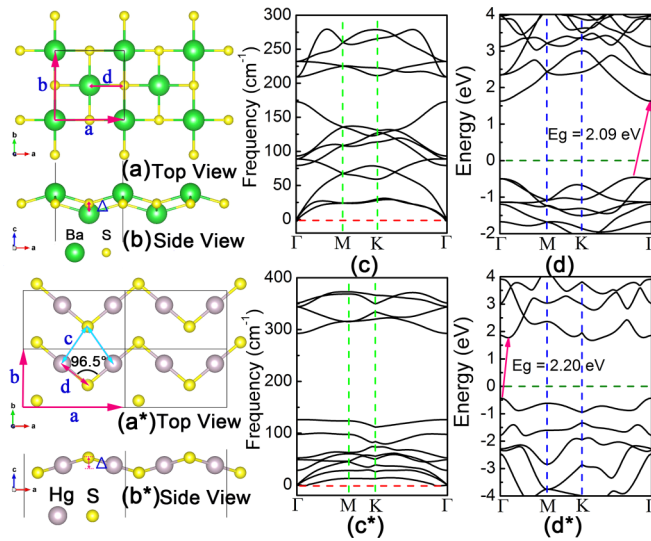 b
d
a
b
a
(a)Top View
c
a
Δ
(b)Side View
Ba S
Frequency (cm⁻¹)
300
250
200
150
100
50
0
Γ M K Γ
(c)
Energy (eV)
4
3
2
1
0
-1
-2
Eg = 2.09 eV
Γ M K Γ
(d)
c
96.5°
b
d
a
b
a
(a*)Top View
c
a
Δ
(b*)Side View
Hg S
Frequency (cm⁻¹)
400
300
200
100
0
Γ M K Γ
(c*)
Energy (eV)
4
3
2
1
0
-1
-2
-3
-4
Eg = 2.20 eV
Γ M K Γ
(d*)